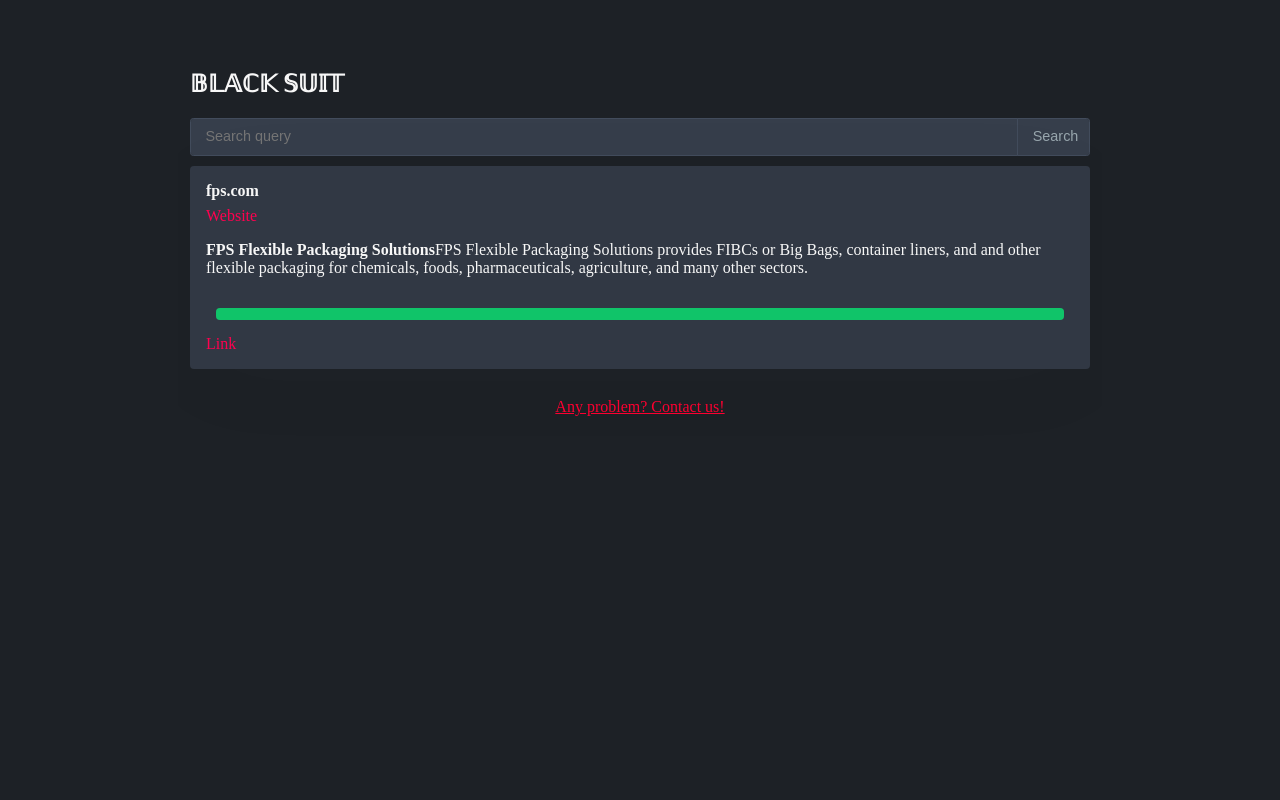 BLACK SUIT
Search query
Search
fps.com
Website
FPS Flexible Packaging SolutionsFPS Flexible Packaging Solutions provides FIBCs or Big Bags, container liners, and and other
flexible packaging for chemicals, foods, pharmaceuticals, agriculture, and many other sectors.
Link
Any problem? Contact us!